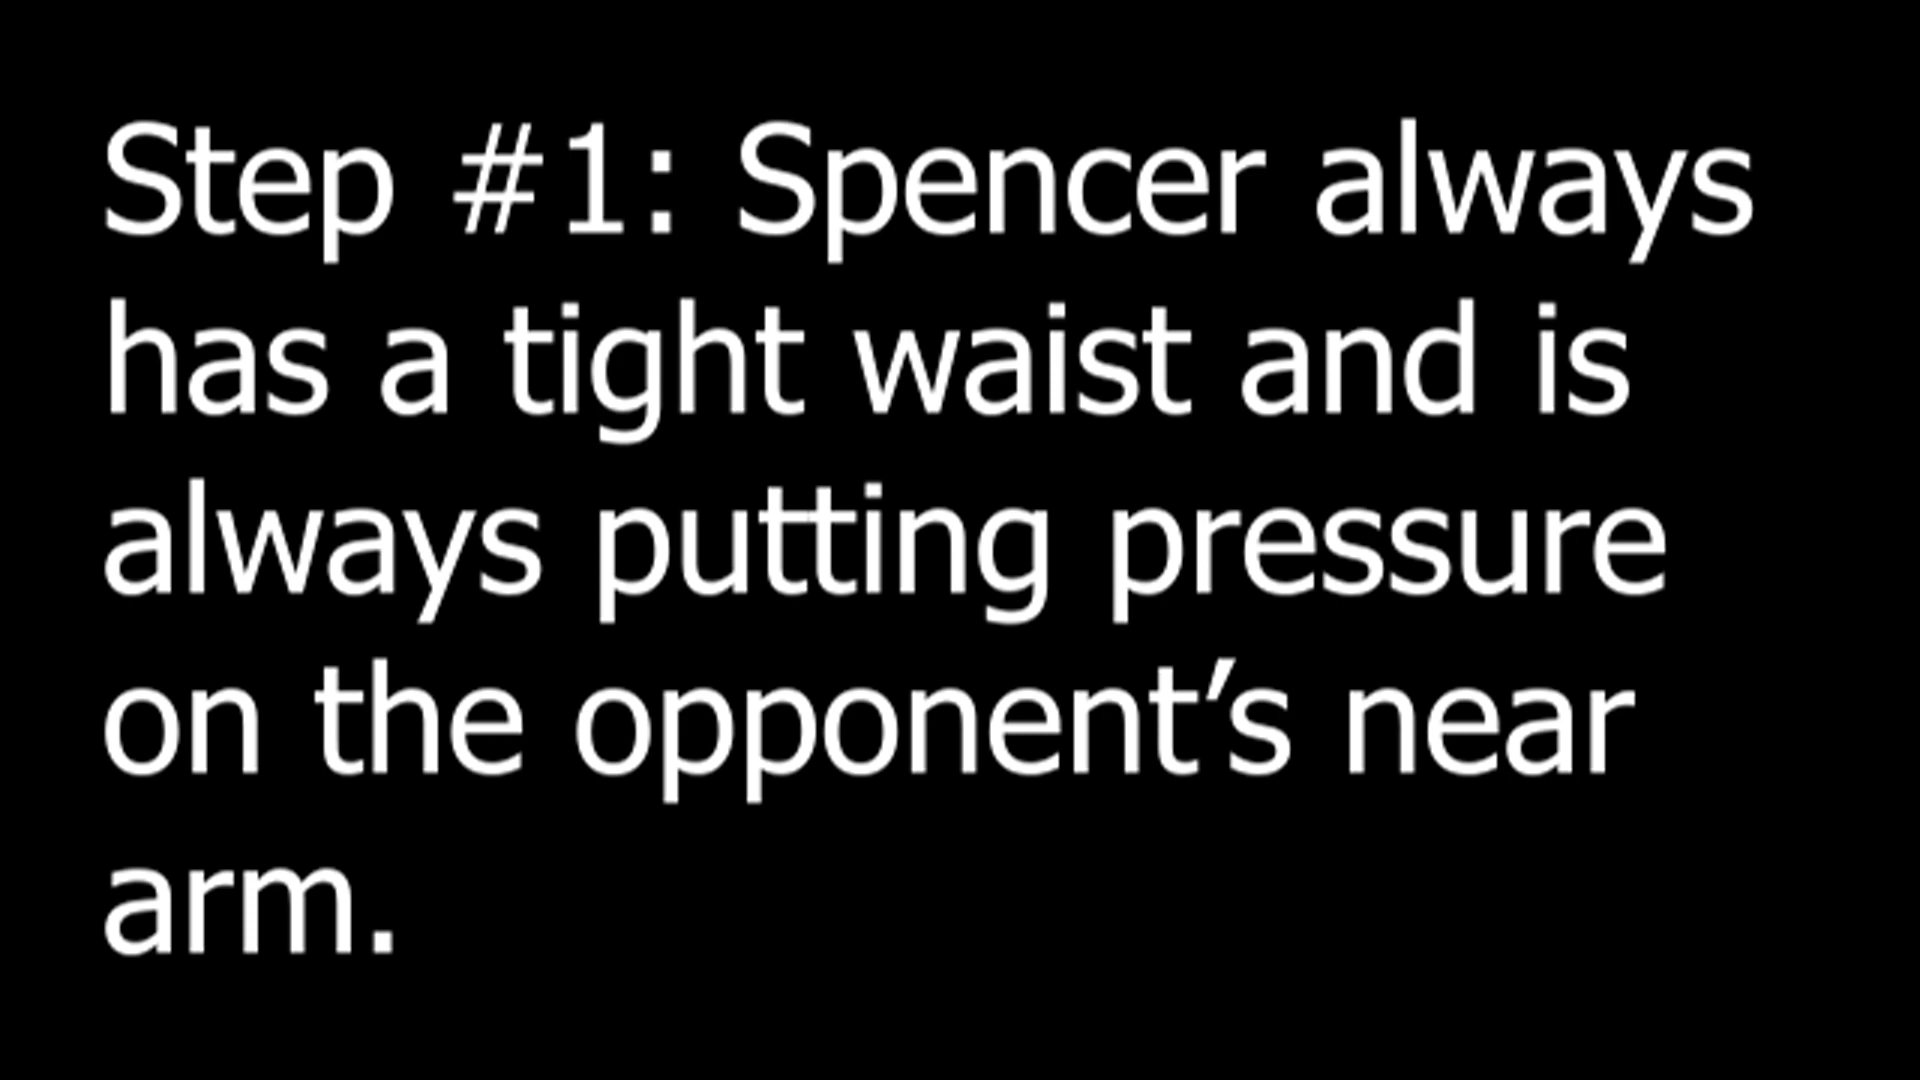 Step #1: Spencer always
has a tight waist and is
always putting pressure
on the opponent’s near
arm.